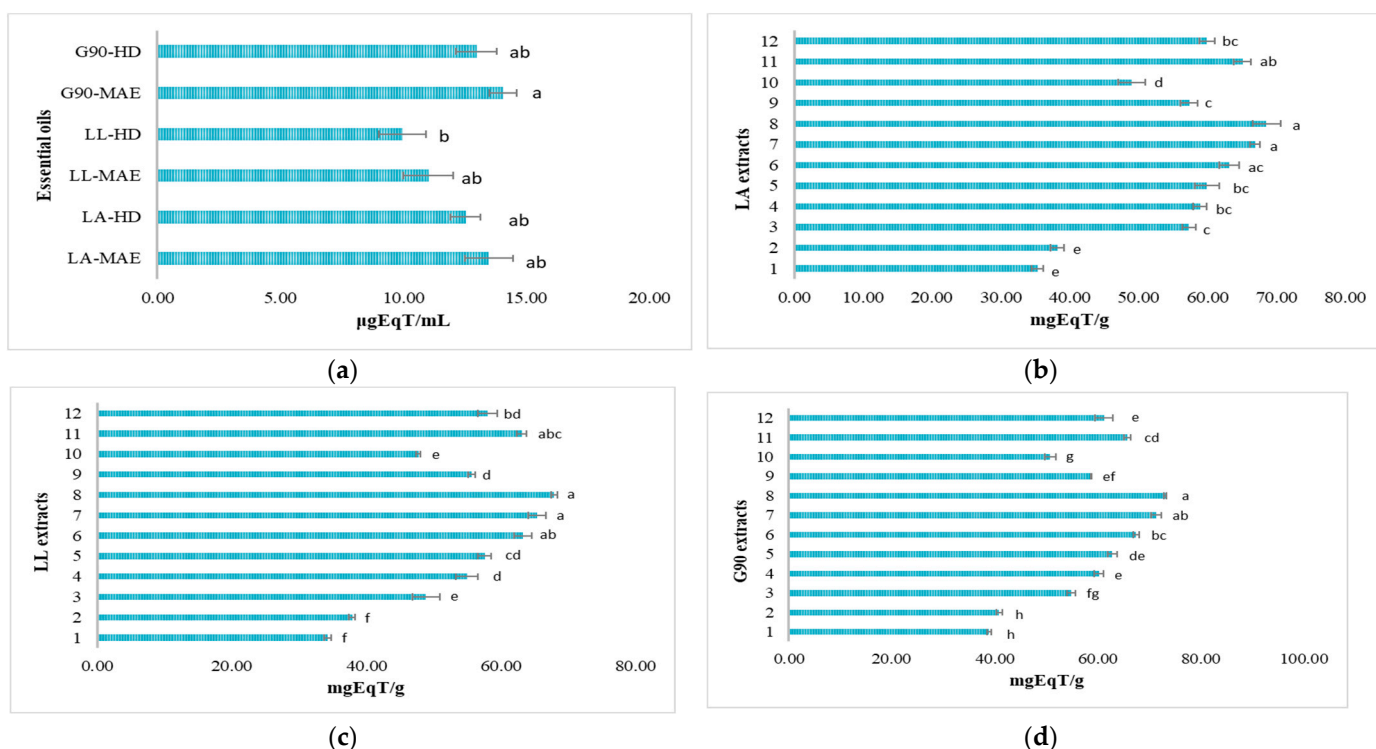 G90-HD
ab
G90-MAE
a
LL-HD
b
LL-MAE
ab
LA-HD
ab
LA-MAE
ab
Essential oils
0.00 5.00 10.00 15.00 20.00
µgEqT/mL
(a)
12 bc
11 ab
10 d
9 c
8 a
7 a
6 ac
5 bc
4 bc
3 c
2 e
1 e
LA extracts
0.00 10.00 20.00 30.00 40.00 50.00 60.00 70.00 80.00
mgEqT/g
(b)
12 bd
11 abc
10 e
9 d
8 a
7 a
6 ab
5 cd
4 d
3 e
2 f
1 f
LL extracts
0.00 20.00 40.00 60.00 80.00
mgEqT/g
(c)
12 e
11 cd
10 g
9 ef
8 a
7 ab
6 bc
5 de
4 e
3 fg
2 h
1 h
G90 extracts
0.00 20.00 40.00 60.00 80.00 100.00
mgEqT/g
(d)